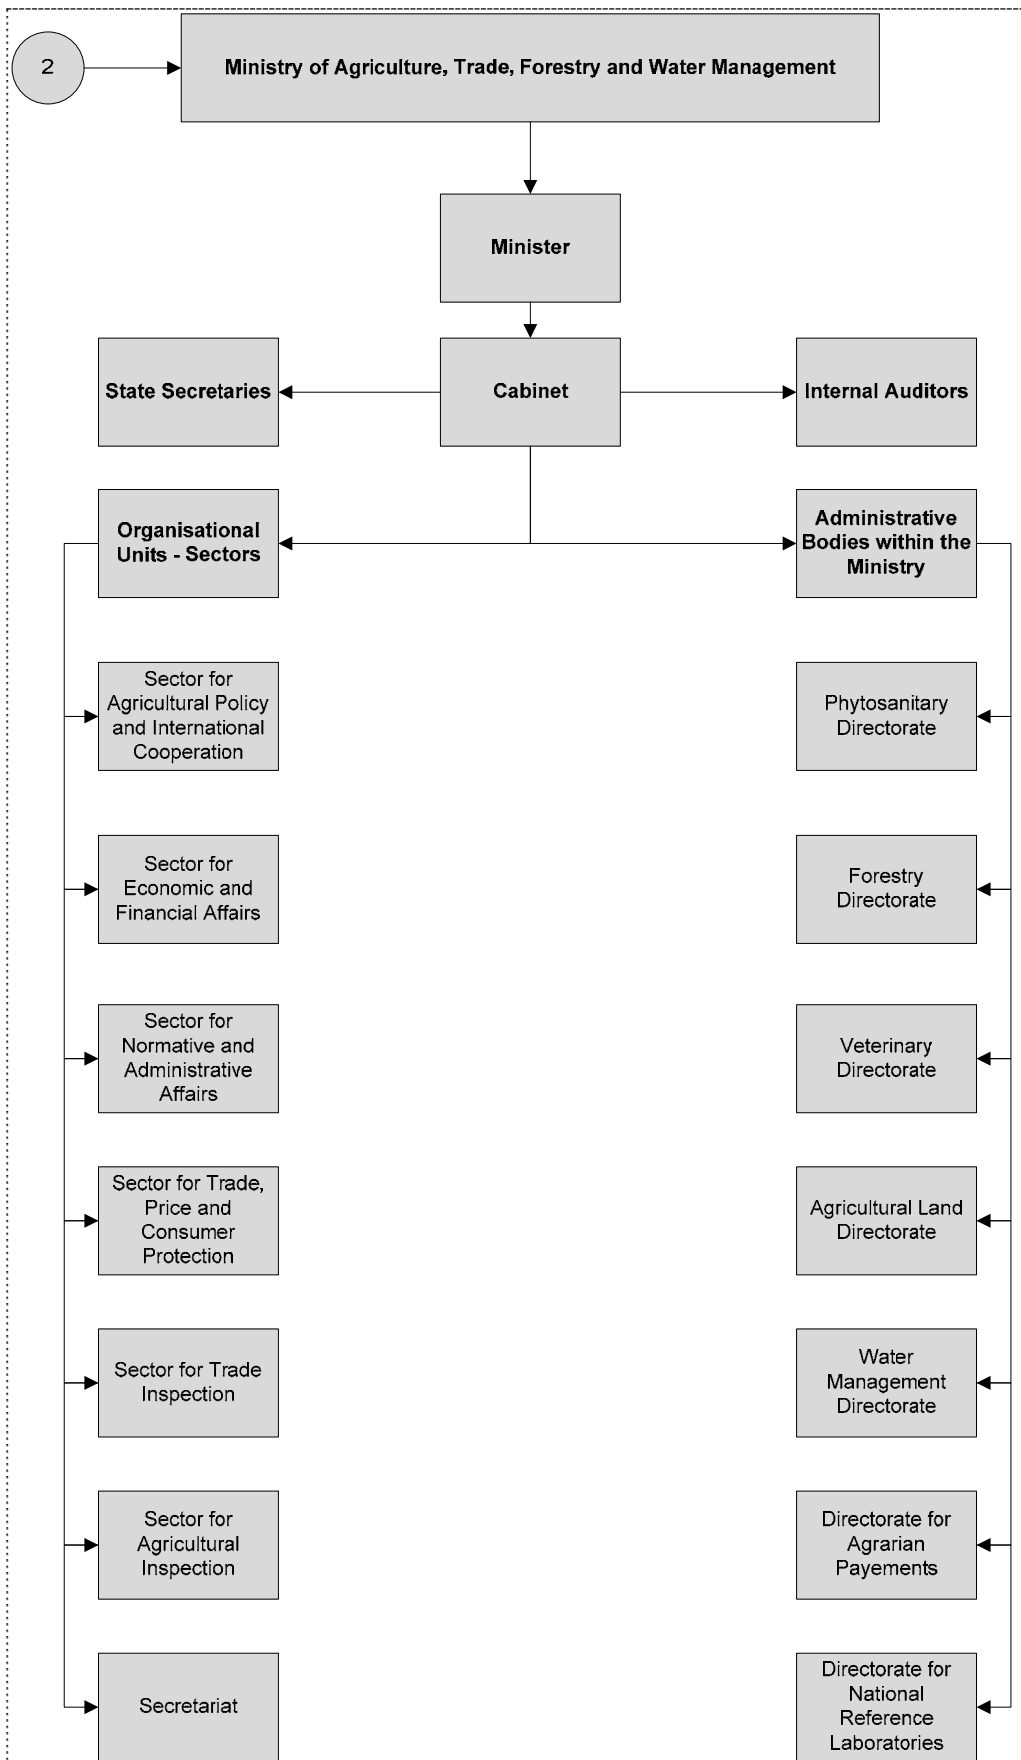 2
Ministry of Agriculture, Trade, Forestry and Water Management
Minister
State Secretaries
Cabinet
Internal Auditors
Organisational
Units - Sectors
Administrative
Bodies within the
Ministry
Sector for
Agricultural Policy
and International
Cooperation
Phytosanitary
Directorate
Sector for
Economic and
Financial Affairs
Forestry
Directorate
Sector for
Normative and
Administrative
Affairs
Veterinary
Directorate
Sector for Trade,
Price and
Consumer
Protection
Agricultural Land
Directorate
Sector for Trade
Inspection
Water
Management
Directorate
Sector for
Agricultural
Inspection
Directorate for
Agrarian
Payements
Secretariat
Directorate for
National
Reference
Laboratories